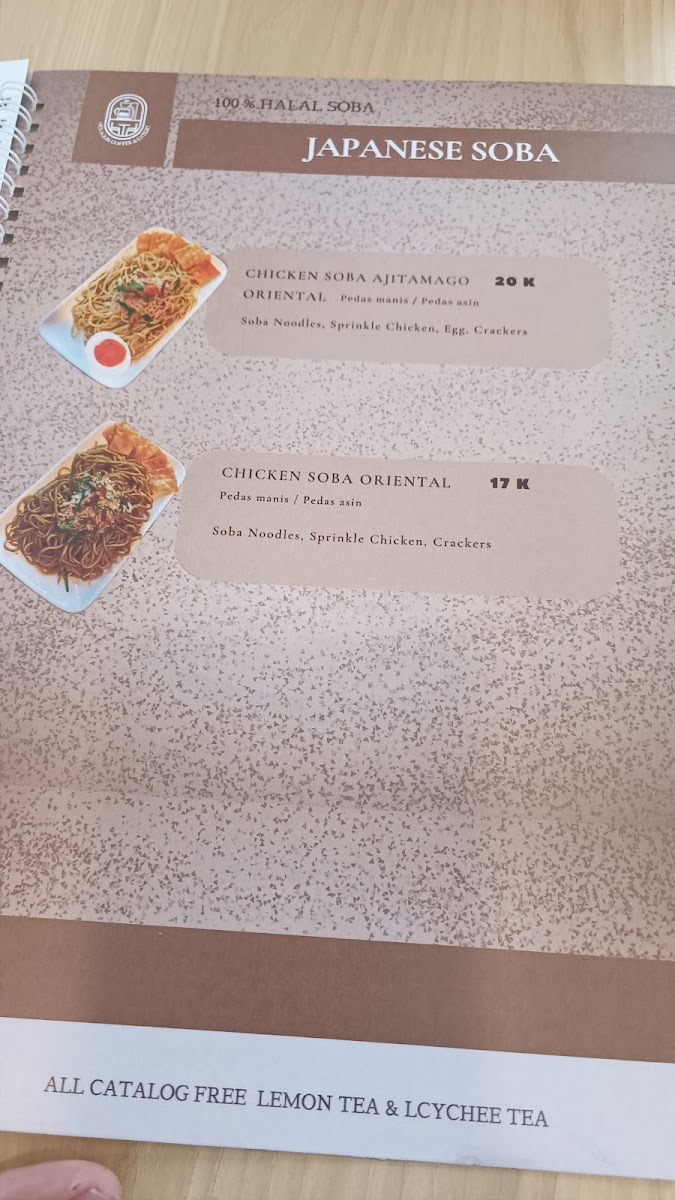 100 % HALAL SOBA
JAPANESE SOBA
CHICKEN SOBA AJITAMAGO 20 K
ORIENTAL Pedas manis / Pedas asin
Soba Noodles, Sprinkle Chicken, Egg, Crackers
CHICKEN SOBA ORIENTAL 17 K
Pedas manis / Pedas asin
Soba Noodles, Sprinkle Chicken, Crackers
ALL CATALOG FREE LEMON TEA & LCYCHEE TEA